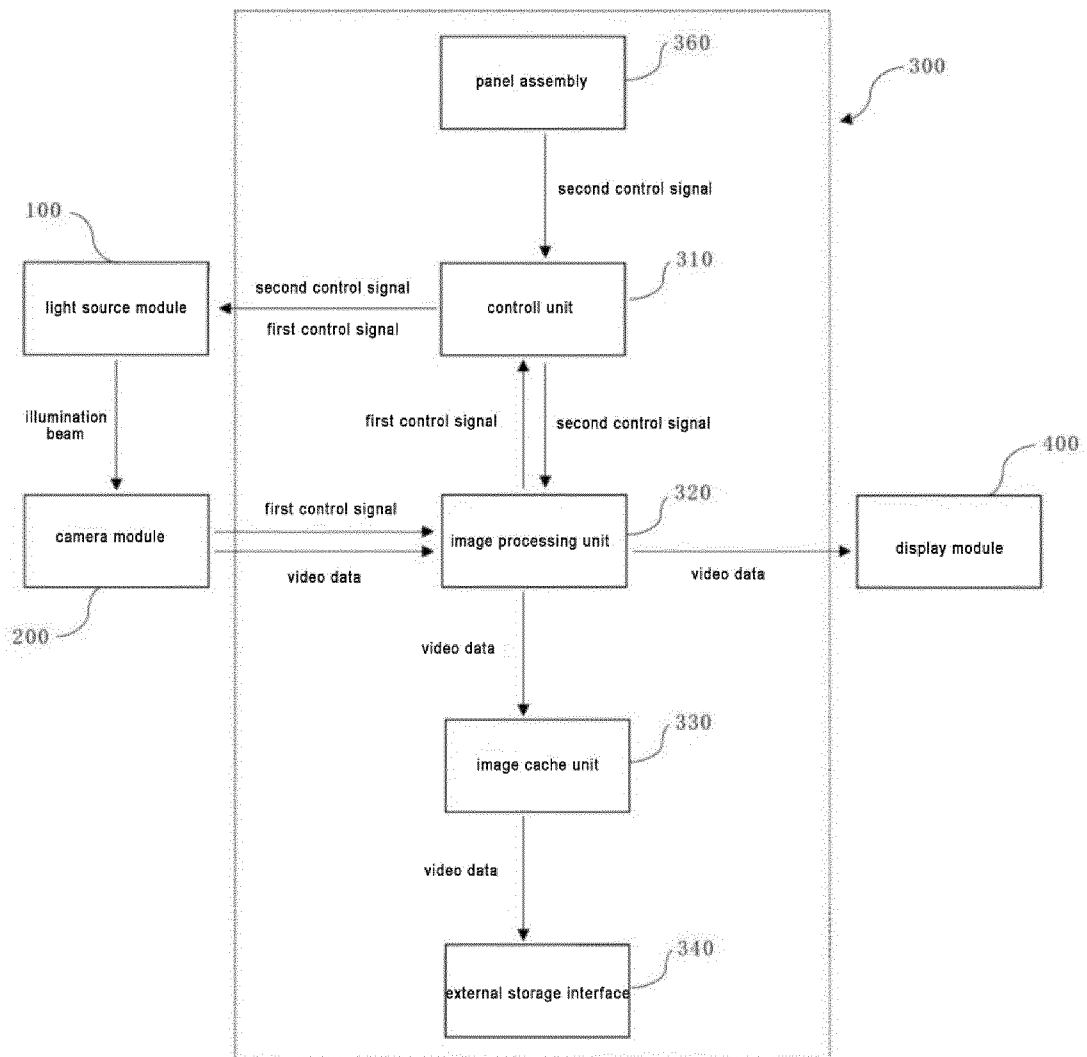 360
panel assembly
300
second control signal
100
310
light source module
second control signal
first control signal
controll unit
illumination
beam
first control signal
second control signal
400
320
camera module
first control signal
video data
image processing unit
video data
display module
200
video data
330
image cache unit
video data
340
external storage interface